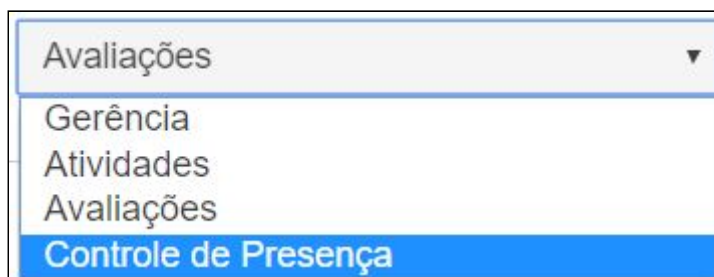 Avaliações
Gerência
Atividades
Avaliações
Controle de Presença